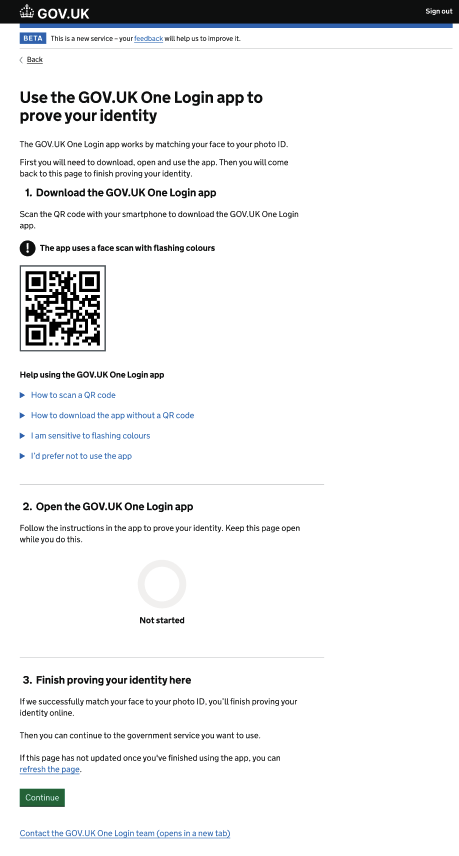 GOV.UK
Sign out
BETA This is a new service – your feedback will help us to improve it.
Back
Use the GOV.UK One Login app to
prove your identity
The GOV.UK One Login app works by matching your face to your photo ID.
First you will need to download, open and use the app. Then you will come
back to this page to finish proving your identity.
1. Download the GOV.UK One Login app
Scan the QR code with your smartphone to download the GOV.UK One Login
app.
! The app uses a face scan with flashing colours
Help using the GOV.UK One Login app
How to scan a QR code
How to download the app without a QR code
I am sensitive to flashing colours
I'd prefer not to use the app
2. Open the GOV.UK One Login app
Follow the instructions in the app to prove your identity. Keep this page open
while you do this.
Not started
3. Finish proving your identity here
If we successfully match your face to your photo ID, you'll finish proving your
identity online.
Then you can continue to the government service you want to use.
If this page has not updated once you've finished using the app, you can
refresh the page.
Continue
Contact the GOV.UK One Login team (opens in a new tab)